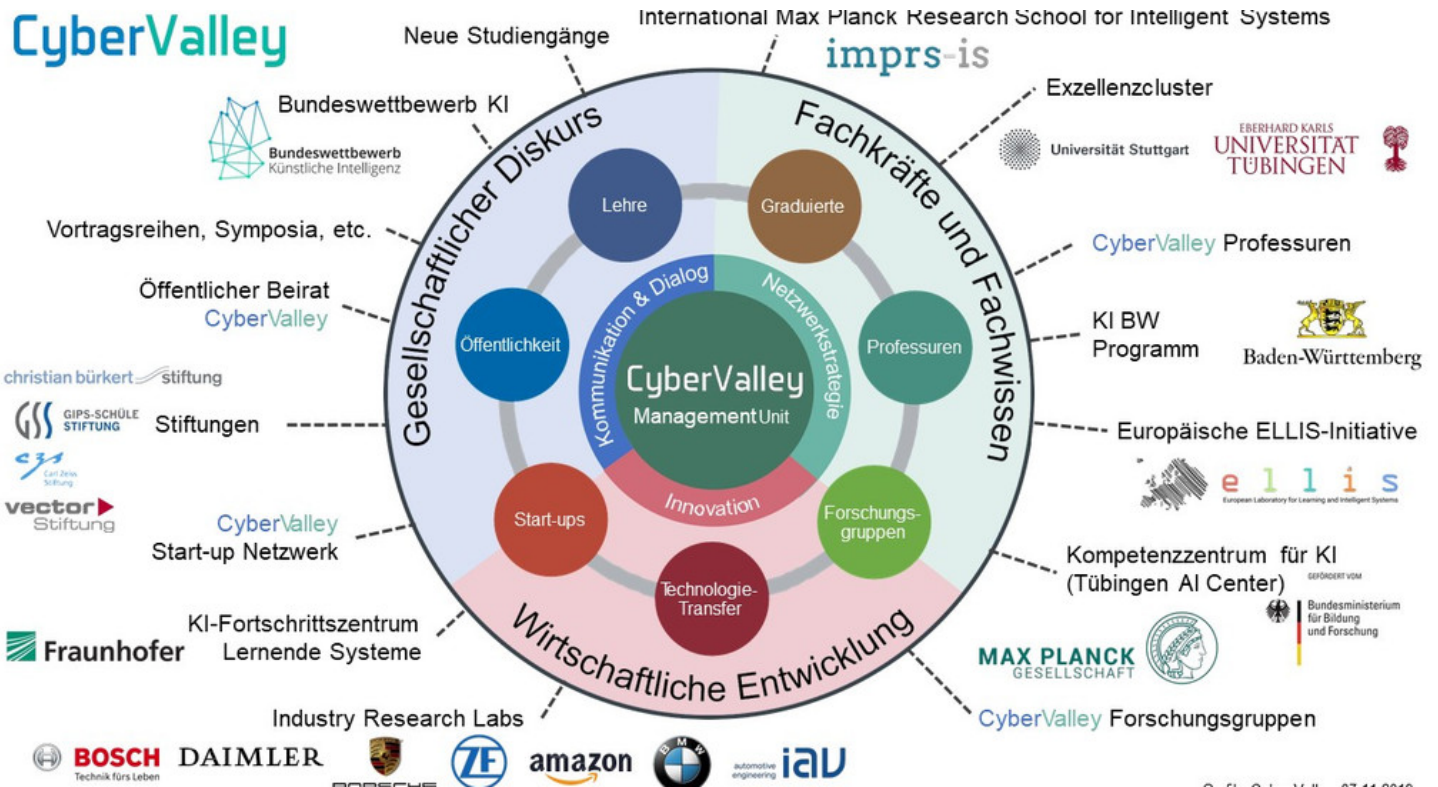 CyberValley
Neue Studiengänge
International Max Planck Research School for Intelligent Systems
imprs-is
Bundeswettbewerb KI
Bundeswettbewerb
Künstliche Intelligenz
Exzellenzcluster
Universität Stuttgart
EBERHARD KARLS
UNIVERSITÄT
TÜBINGEN
Vortragsreihen, Symposia, etc.
CyberValley Professuren
Öffentlicher Beirat
CyberValley
KI BW
Programm
Baden-Württemberg
christian bürkert stiftung
GIPS-SCHÜLE
STIFTUNG
Stiftungen
Carl Zeiss
Stiftung
vector
Stiftung
Europäische ELLIS-Initiative
ellis
European Laboratory for Learning and Intelligent Systems
CyberValley
Start-up Netzwerk
Kompetenzzentrum für KI
(Tübingen AI Center)
GEFÖRDERT VOM
Bundesministerium
für Bildung
und Forschung
MAX PLANCK
GESELLSCHAFT
KI-Fortschrittszentrum
Lernende Systeme
Fraunhofer
CyberValley Forschungsgruppen
Industry Research Labs
BOSCH
Technik fürs Leben
DAIMLER
PORSCHE
ZF
amazon
BMW
automotive
engineering
iav
Gesellschaftlicher Diskurs
Fachkräfte und Fachwissen
Wirtschaftliche Entwicklung
Lehre
Graduierte
Öffentlichkeit
Professuren
Start-ups
Forschungs-
gruppen
Technologie-
Transfer
Kommunikation & Dialog
Netzwerkstrategie
Innovation
CyberValley
Management Unit